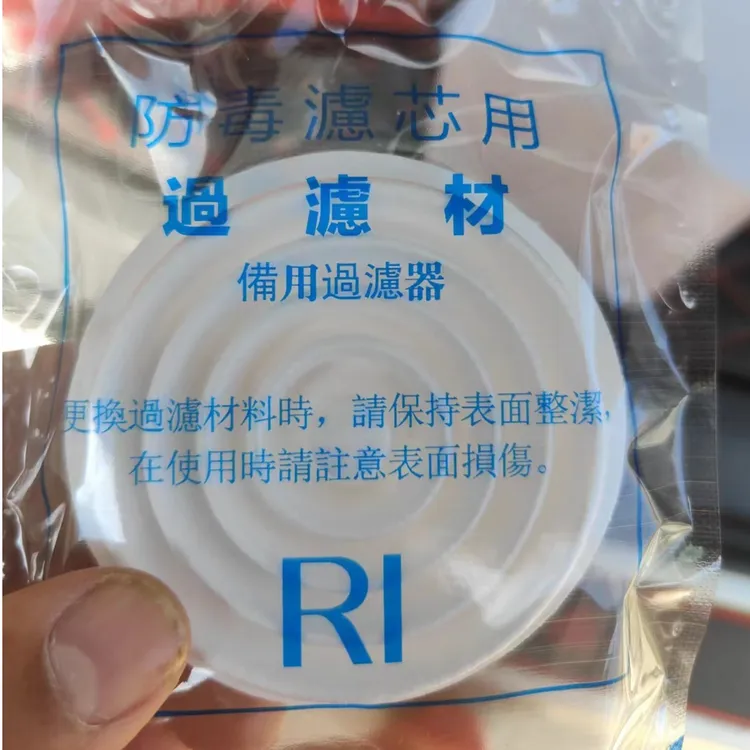 防毒濾芯用
過濾材
備用過濾器
更換過濾材料時，請保持表面整潔，
在使用時請註意表面損傷。
RI